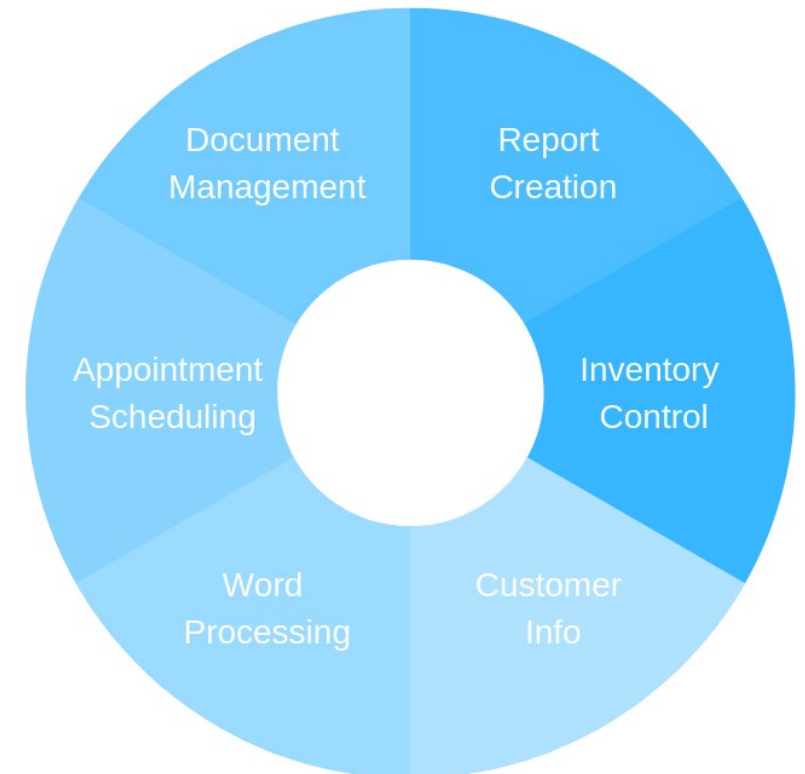 Document
Management
Report
Creation
Appointment
Scheduling
Inventory
Control
Word
Processing
Customer
Info